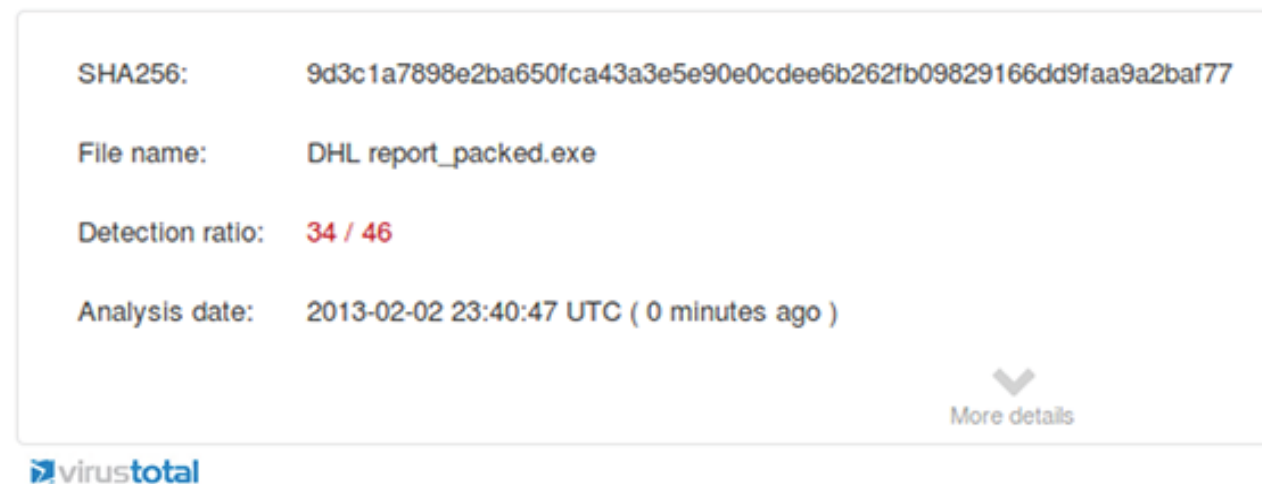 SHA256: 9d3c1a7898e2ba650fca43a3e5e90e0cdee6b262fb09829166dd9faa9a2baf77
File name: DHL report_packed.exe
Detection ratio: 34 / 46
Analysis date: 2013-02-02 23:40:47 UTC ( 0 minutes ago )
More details
virustotal